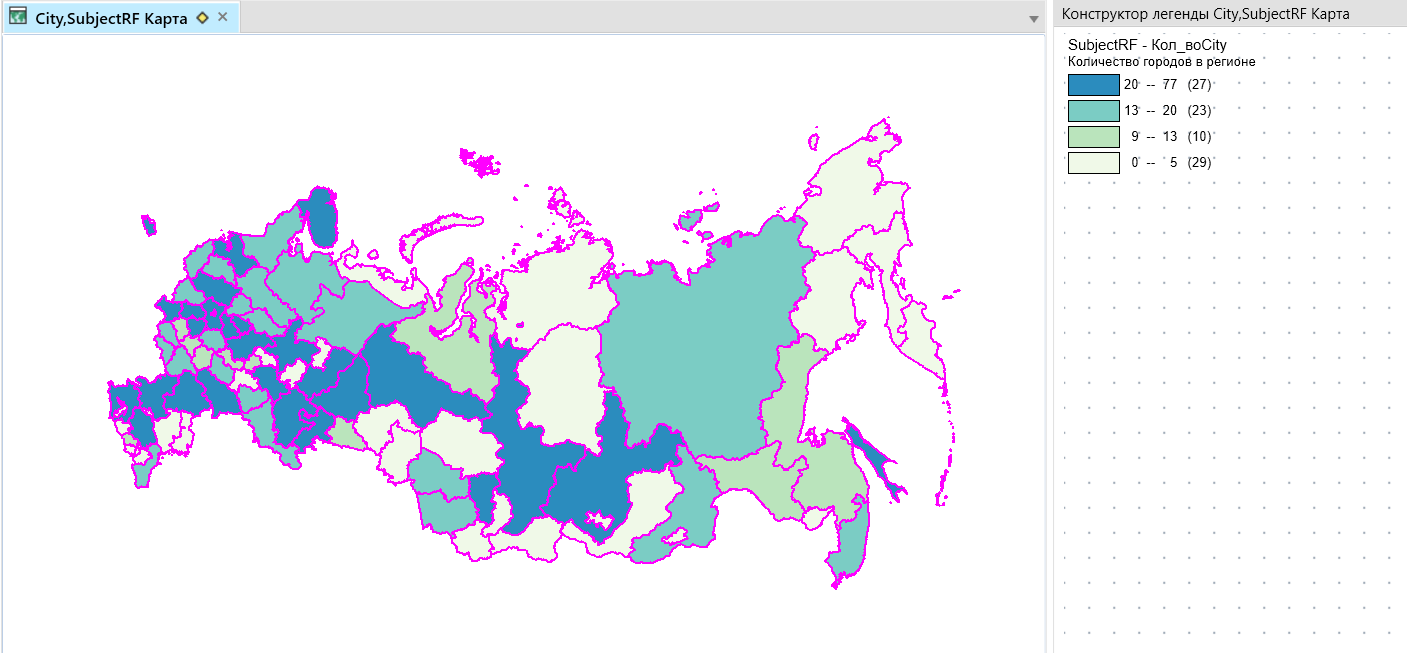 City,SubjectRF Карта
Конструктор легенды City,SubjectRF Карта
SubjectRF - Кол_воCity
Количество городов в регионе
20 -- 77 (27)
13 -- 20 (23)
9 -- 13 (10)
0 -- 5 (29)